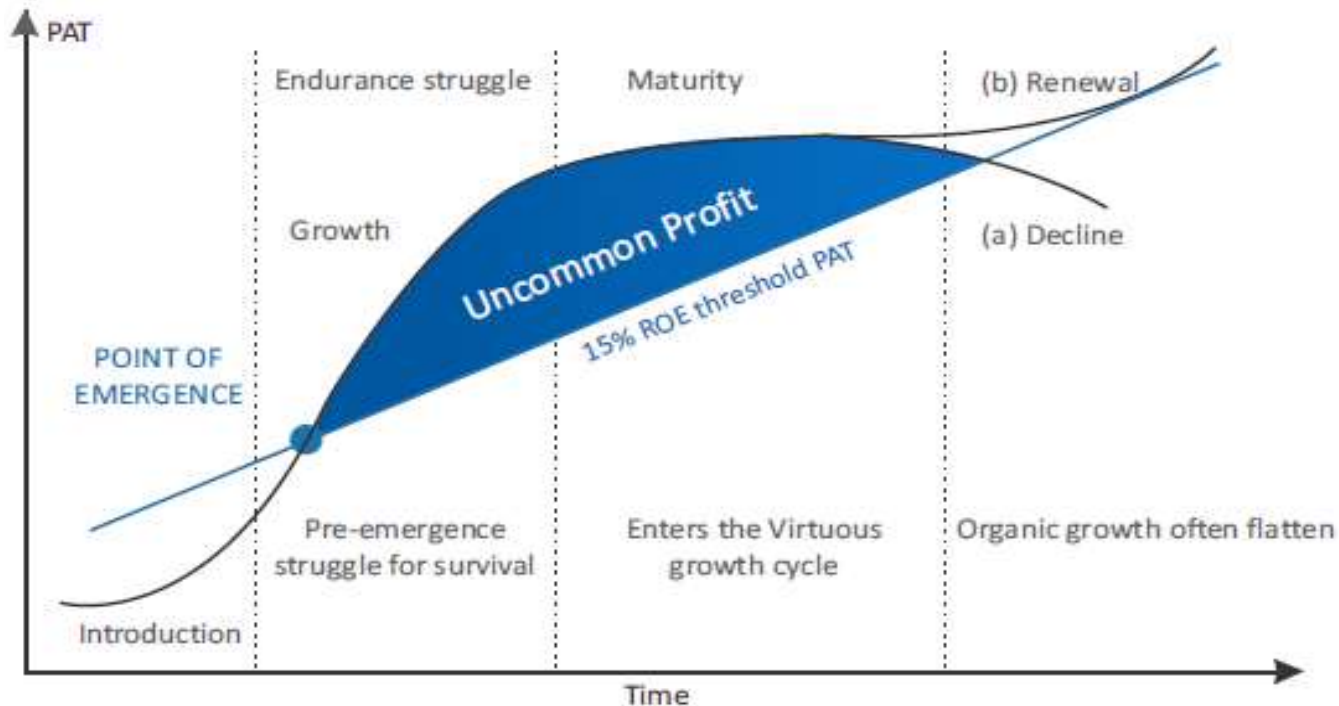 PAT
Endurance struggle
Maturity
(b) Renewal
Growth
Uncommon Profit
(a) Decline
15% ROE threshold PAT
POINT OF
EMERGENCE
Pre-emergence
struggle for survival
Enters the Virtuous
growth cycle
Organic growth often flatten
Introduction
Time